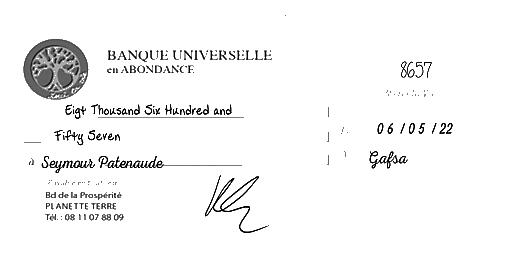 BANQUE UNIVERSELLE
en ABONDANCE
8657
Eigt Thousand Six Hundred and
Fifty Seven
06/05/22
à Seymour Patenaude
Gafsa
Bd de la Prospérité
PLANETTE TERRE
Tél. : 08 11 07 88 09